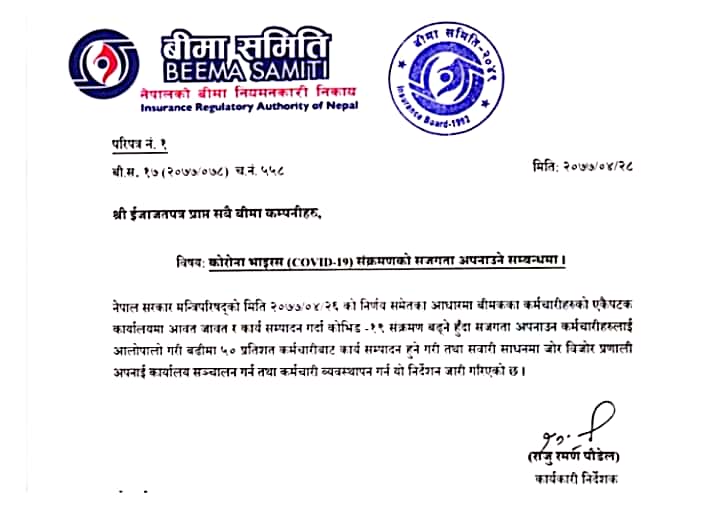 बीमा समिति
BEEMA SAMITI
नेपालको बीमा नियमनकारी निकाय
Insurance Regulatory Authority of Nepal
बीमा समिति-२०४९
Insurance Board-1992
परिपत्र नं. १
बी.स. १७ (२०७७/०७८) च.नं. ५५८
मिति: २०७७/०४/२८
श्री ईजाजतपत्र प्राप्त सबै बीमा कम्पनीहरु,
विषय: कोरोना भाइरस (COVID-19) संक्रमणको सजगता अपनाउने सम्बन्धमा ।
नेपाल सरकार मन्त्रिपरिषद्को मिति २०७७/०४/२६ को निर्णय समेतका आधारमा बीमकका कर्मचारीहरुको एकैपटक
कार्यालयमा आवत जावत र कार्य सम्पादन गर्दा कोभिड -१९ संक्रमण बढ्ने हुँदा सजगता अपनाउन कर्मचारीहरुलाई
आलोपालो गरी बढीमा ५० प्रतिशत कर्मचारीबाट कार्य सम्पादन हुने गरी तथा सवारी साधनमा जोर विजोर प्रणाली
अपनाई कार्यालय सञ्चालन गर्न तथा कर्मचारी व्यवस्थापन गर्न यो निर्देशन जारी गरिएको छ ।
(राजु रमण पौडेल)
कार्यकारी निर्देशक